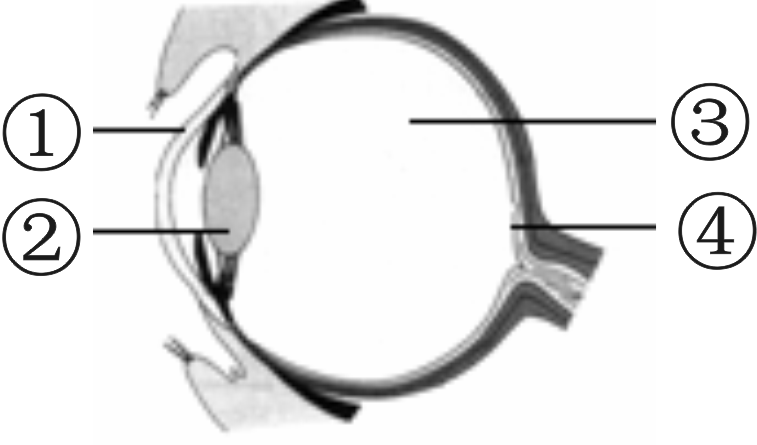 ①
③
②
④